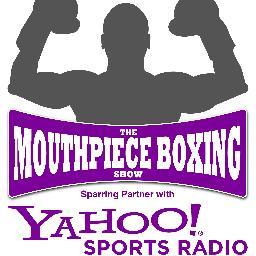 THE
MOUTHPIECE BOXING
SHOW
Sparring Partner with
YAHOO!®
SPORTS RADIO